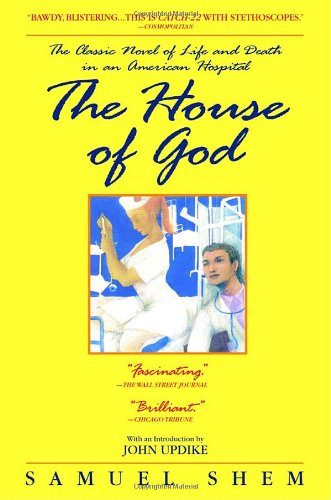 "BAWDY, BLISTERING...THIS IS CATCH-22 WITH STETHOSCOPES."
—COSMOPOLITAN
The Classic Novel of Life and Death
in an American Hospital
The House
of God
"Fascinating."
—THE WALL STREET JOURNAL
"Brilliant."
—CHICAGO TRIBUNE
With an Introduction by
JOHN UPDIKE
SAMUEL SHEM
Copyrighted Material